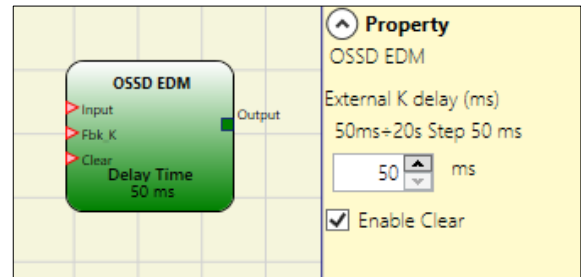 OSSD EDM
Input
Output
Fbk_K
Clear
Delay Time
50 ms
Property
OSSD EDM
External K delay (ms)
50ms÷20s Step 50 ms
50 ms
Enable Clear